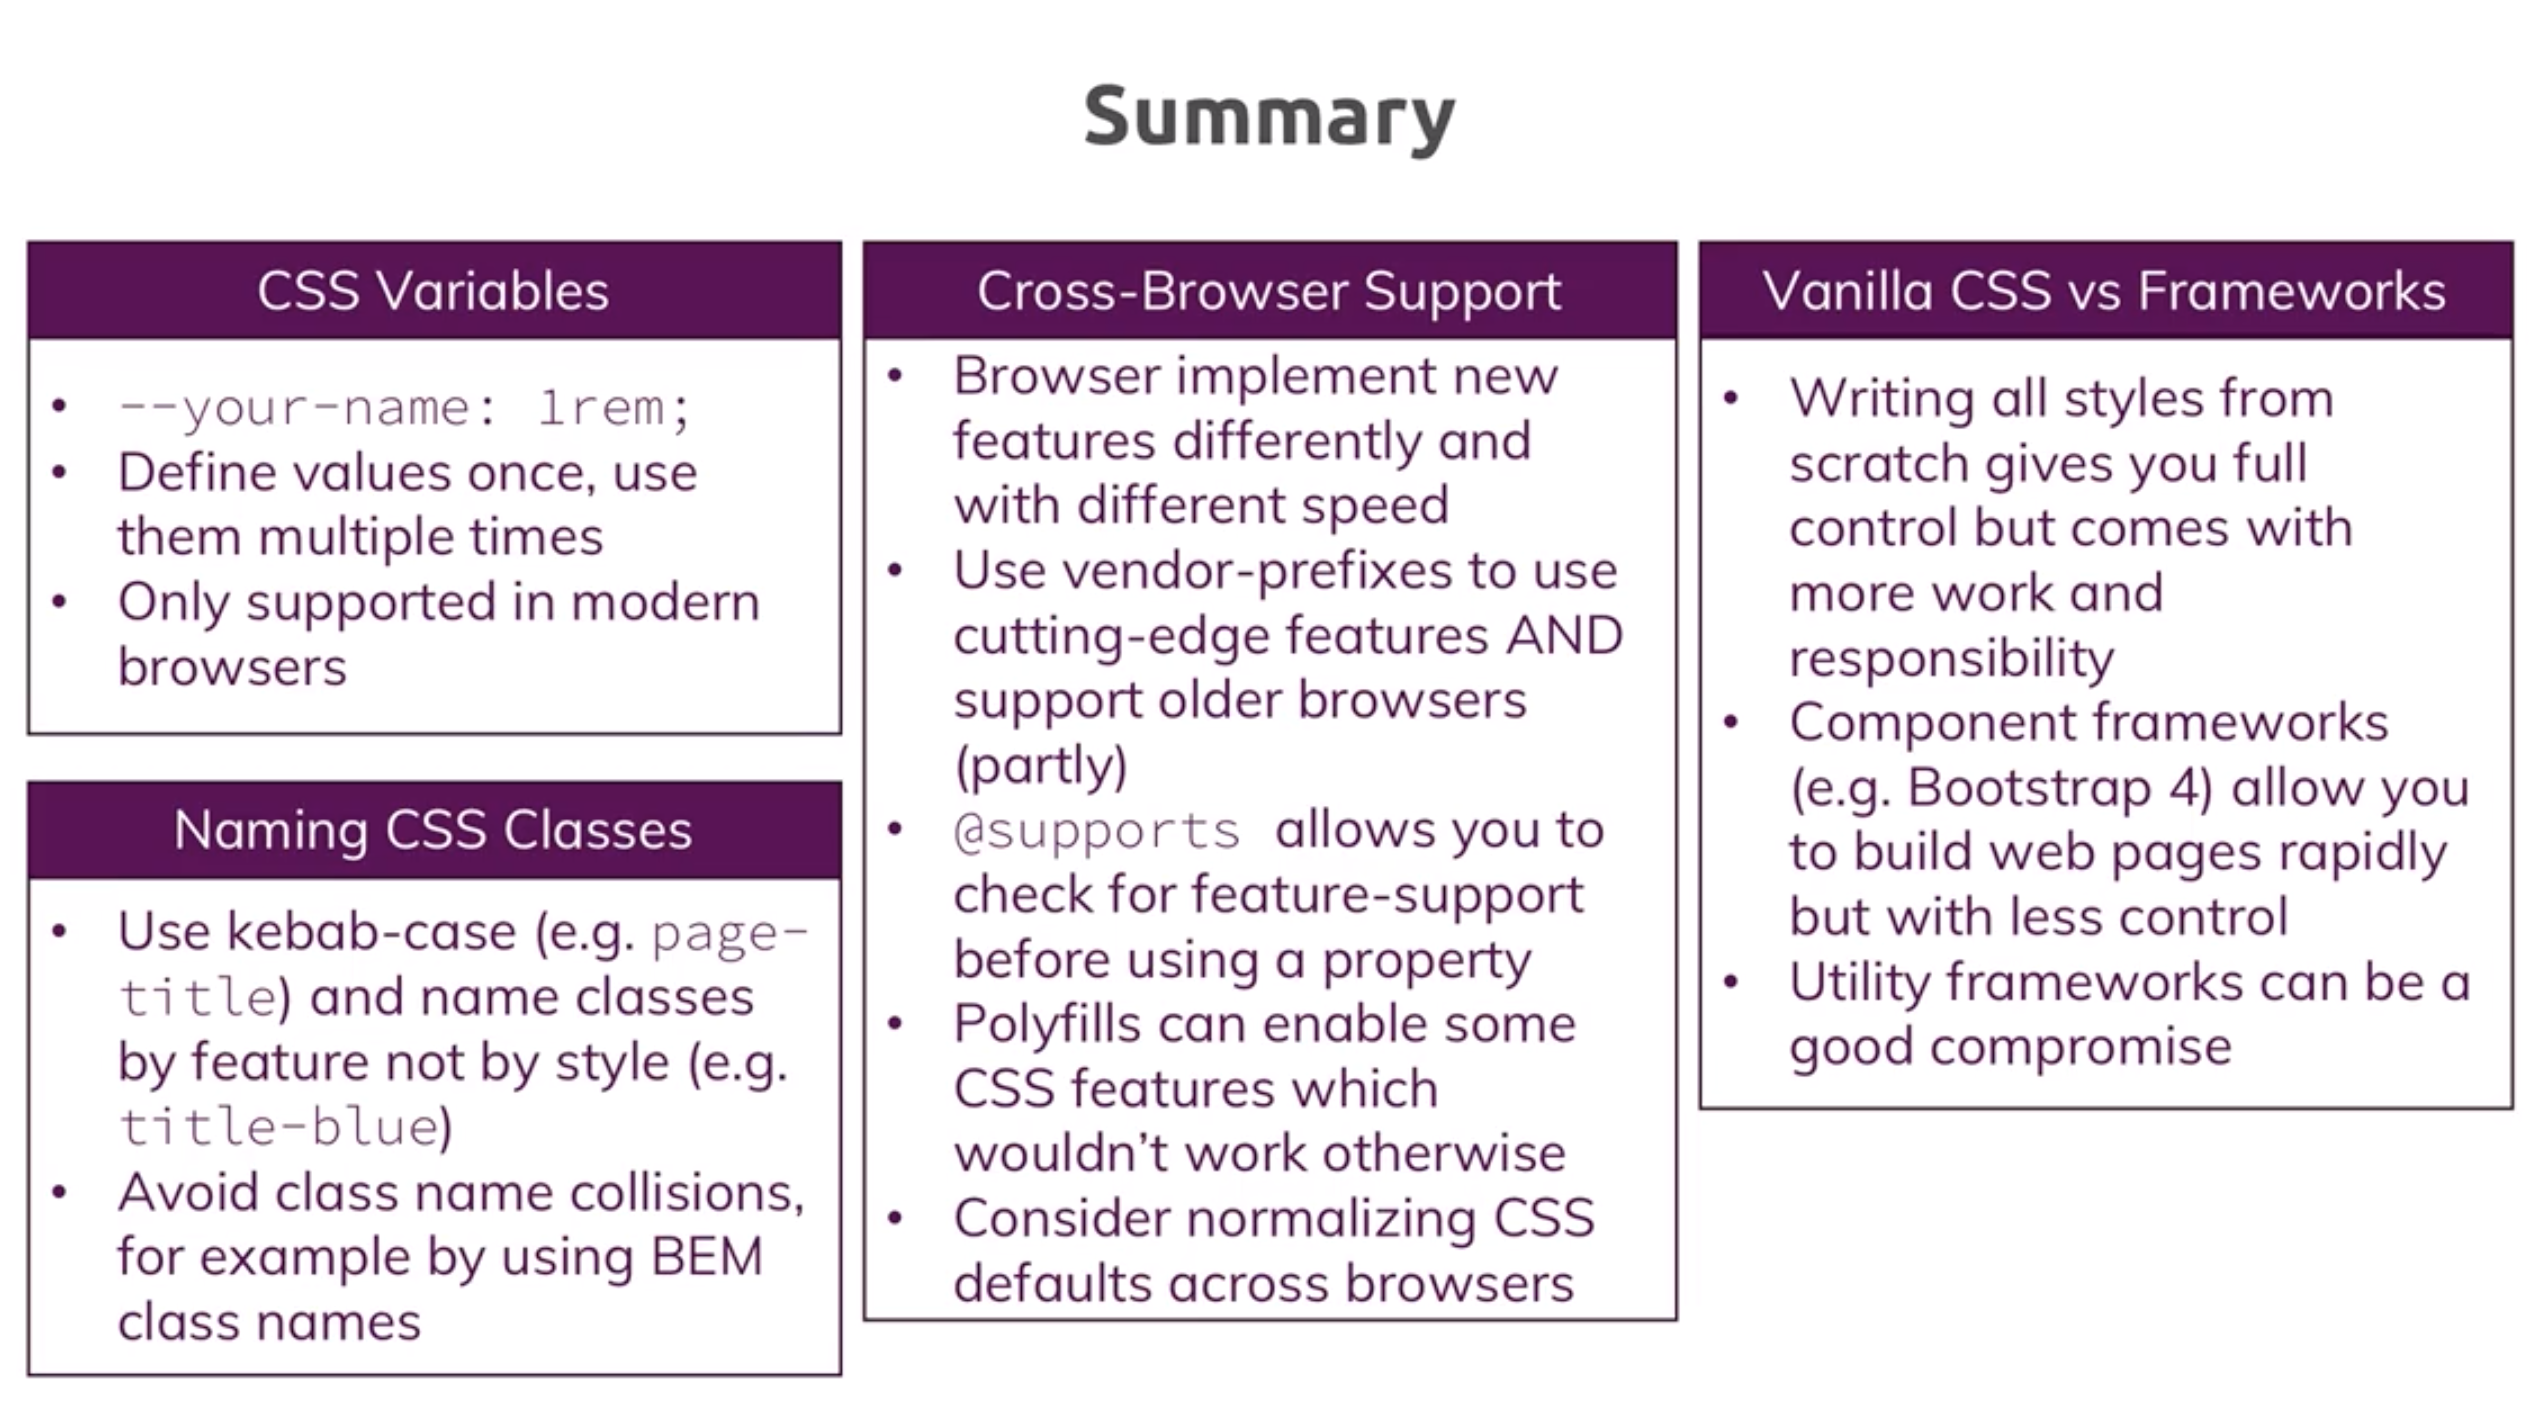 Summary
CSS Variables
• --your-name: 1rem;
• Define values once, use
them multiple times
• Only supported in modern
browsers
Naming CSS Classes
• Use kebab-case (e.g. page-
title) and name classes
by feature not by style (e.g.
title-blue)
• Avoid class name collisions,
for example by using BEM
class names
Cross-Browser Support
• Browser implement new
features differently and
with different speed
• Use vendor-prefixes to use
cutting-edge features AND
support older browsers
(partly)
• @supports allows you to
check for feature-support
before using a property
• Polyfills can enable some
CSS features which
wouldn’t work otherwise
• Consider normalizing CSS
defaults across browsers
Vanilla CSS vs Frameworks
• Writing all styles from
scratch gives you full
control but comes with
more work and
responsibility
• Component frameworks
(e.g. Bootstrap 4) allow you
to build web pages rapidly
but with less control
• Utility frameworks can be a
good compromise